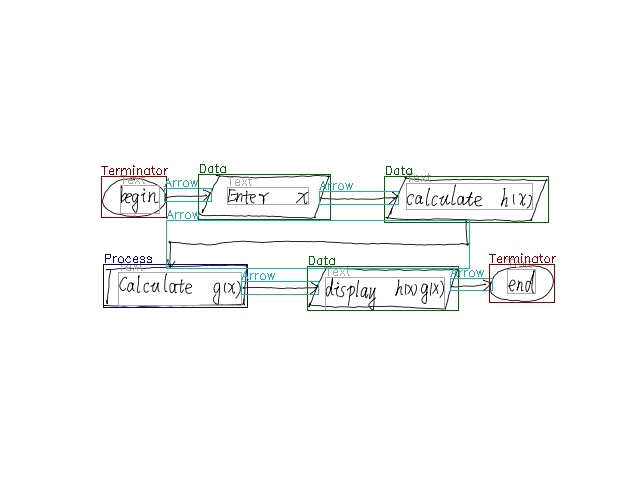 Terminator
Text
begin
Arrow
Data
Text
Enter x
Arrow
Data
Text
calculate h(x)
Arrow
Process
Text
Calculate g(x)
Arrow
Data
Text
display h(x) g(x)
Arrow
Terminator
Text
end